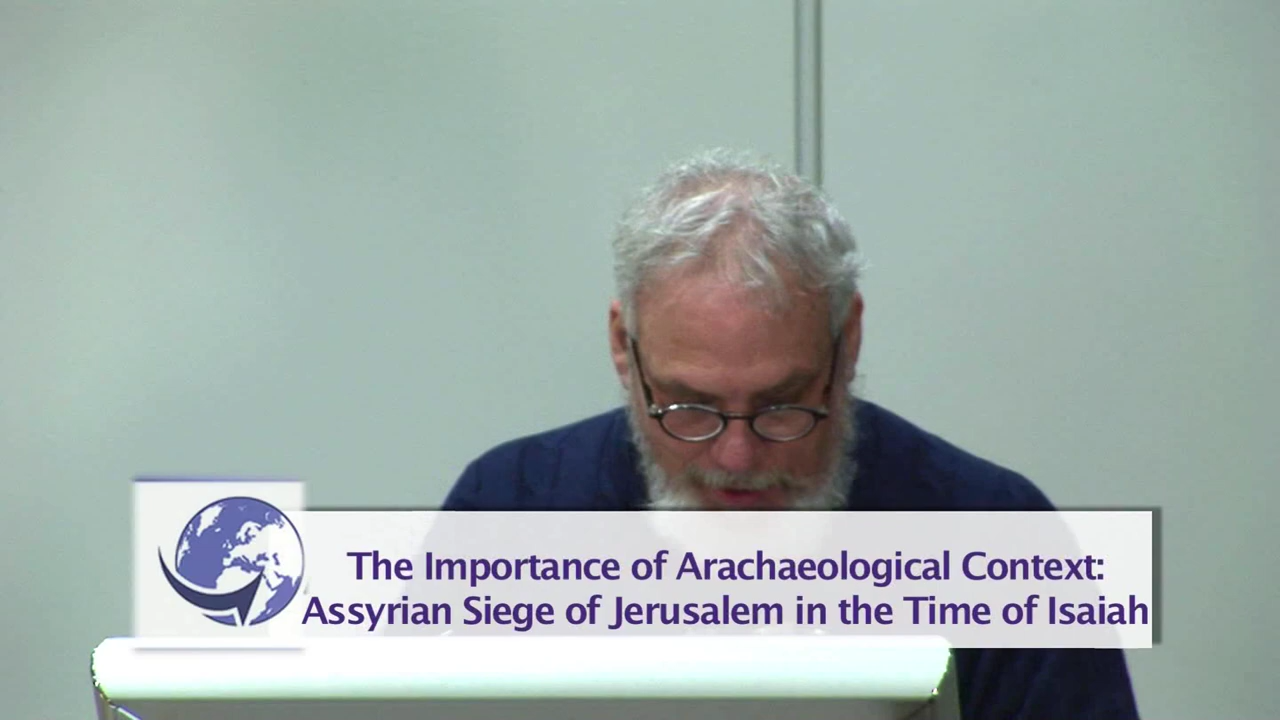 The Importance of Arachaeological Context:
Assyrian Siege of Jerusalem in the Time of Isaiah